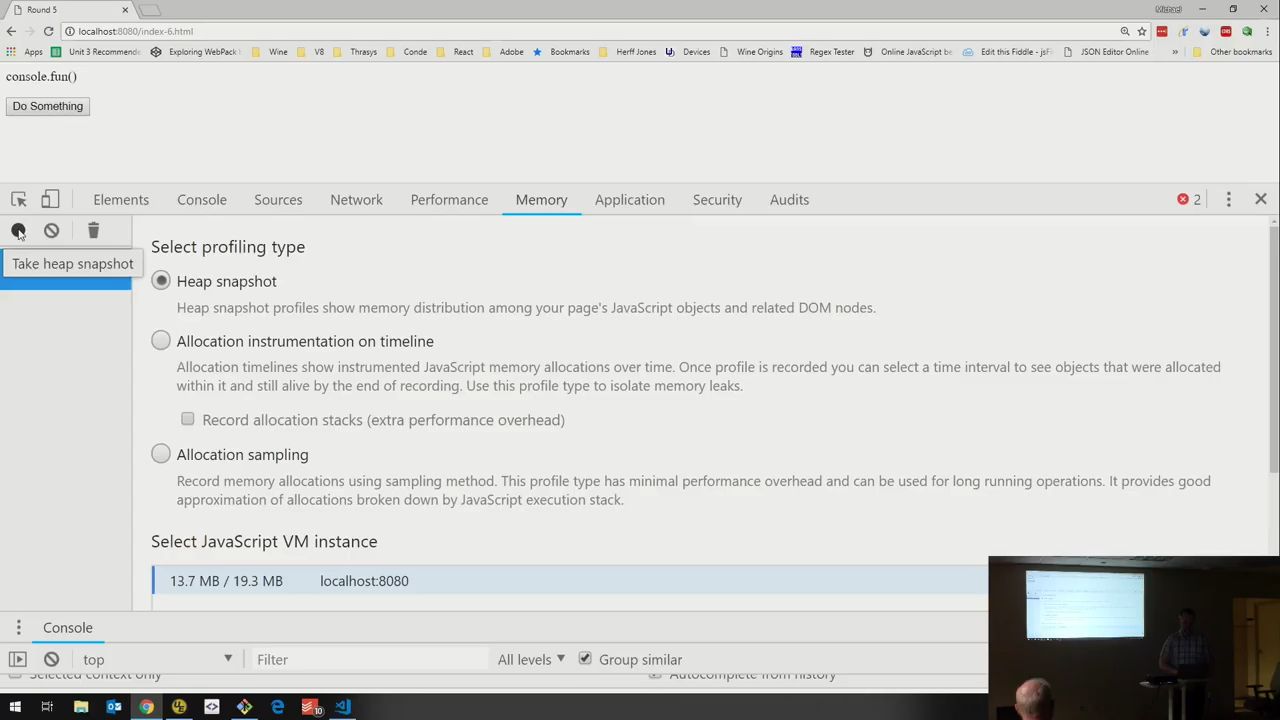 Round 5
Michael
localhost:8080/index-6.html
Apps
Unit 3 Recommende
Exploring WebPack
Wine
V8
Thrasys
Conde
React
Adobe
Bookmarks
Herff Jones
Devices
Wine Origins
Regex Tester
Online JavaScript be
Edit this Fiddle - jsFi
JSON Editor Online
»
Other bookmarks
console.fun()
Do Something
Elements
Console
Sources
Network
Performance
Memory
Application
Security
Audits
2
Take heap snapshot
Select profiling type
Heap snapshot
Heap snapshot profiles show memory distribution among your page's JavaScript objects and related DOM nodes.
Allocation instrumentation on timeline
Allocation timelines show instrumented JavaScript memory allocations over time. Once profile is recorded you can select a time interval to see objects that were allocated
within it and still alive by the end of recording. Use this profile type to isolate memory leaks.
Record allocation stacks (extra performance overhead)
Allocation sampling
Record memory allocations using sampling method. This profile type has minimal performance overhead and can be used for long running operations. It provides good
approximation of allocations broken down by JavaScript execution stack.
Select JavaScript VM instance
13.7 MB / 19.3 MB
localhost:8080
Console
top
Filter
All levels
Group similar
Selected context only
Autocomplete from history
10